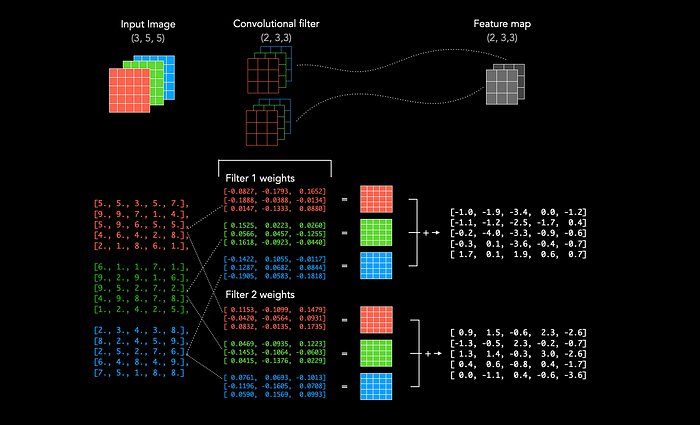 Input Image
(3, 5, 5)
Convolutional filter
(2, 3,3)
Feature map
(2, 3,3)
Filter 1 weights
[5., 5., 3., 5., 7.],
[9., 9., 7., 1., 4.],
[5., 9., 6., 5., 5.],
[4., 6., 4., 2., 8.],
[2., 1., 8., 6., 1.],
[6., 1., 1., 7., 1.],
[9., 2., 9., 1., 6.],
[9., 5., 2., 7., 2.],
[4., 9., 8., 7., 8.],
[1., 2., 4., 2., 5.],
[2., 3., 4., 3., 8.],
[8., 2., 4., 5., 9.],
[2., 5., 2., 7., 6.],
[6., 4., 8., 4., 9.],
[7., 5., 1., 8., 8.]
[-0.0827, -0.1793, 0.1652]
[-0.1888, -0.0388, -0.0134]
[ 0.0147, -0.1333, 0.0880]
=
[ 0.1525, 0.0223, 0.0260]
[ 0.0566, 0.0457, -0.1255]
[ 0.1618, -0.0923, -0.0440]
=
[-0.1422, 0.1055, -0.0117]
[ 0.1287, 0.0682, 0.0844]
[-0.1905, 0.0583, -0.1818]
=
+
[-1.0, -1.9, -3.4, 0.0, -1.2]
[-1.1, -1.2, -2.5, -1.7, 0.4]
[-0.2, -4.0, -3.3, -0.9, -0.6]
[-0.3, 0.1, -3.6, -0.4, -0.7]
[ 1.7, 0.1, 1.9, 0.6, 0.7]
Filter 2 weights
[ 0.1153, -0.1099, 0.1479]
[-0.0420, -0.0564, 0.0931]
[ 0.0832, -0.0135, 0.1735]
=
[ 0.0469, -0.0935, 0.1223]
[-0.1453, -0.1064, -0.0603]
[ 0.0415, -0.1376, 0.0229]
=
[ 0.0761, 0.0693, -0.1013]
[-0.1196, -0.1605, 0.0708]
[ 0.0590, 0.1569, 0.0993]
=
+
[ 0.9, 1.5, -0.6, 2.3, -2.6]
[-1.3, -0.5, 2.3, -0.2, -0.7]
[ 1.3, 1.4, -0.3, 3.0, -2.6]
[ 0.4, 0.6, -0.8, 0.4, -1.7]
[ 0.0, -1.1, 0.4, -0.6, -3.6]